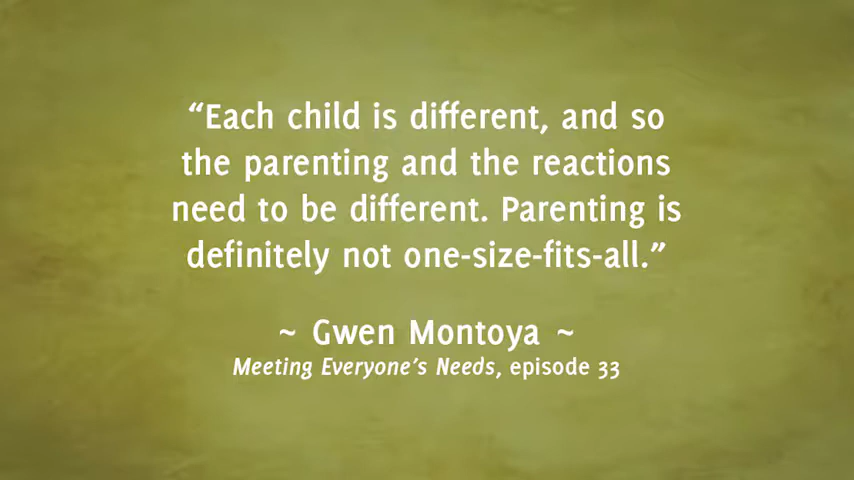 “Each child is different, and so
the parenting and the reactions
need to be different. Parenting is
definitely not one-size-fits-all.”
~ Gwen Montoya ~
Meeting Everyone’s Needs, episode 33